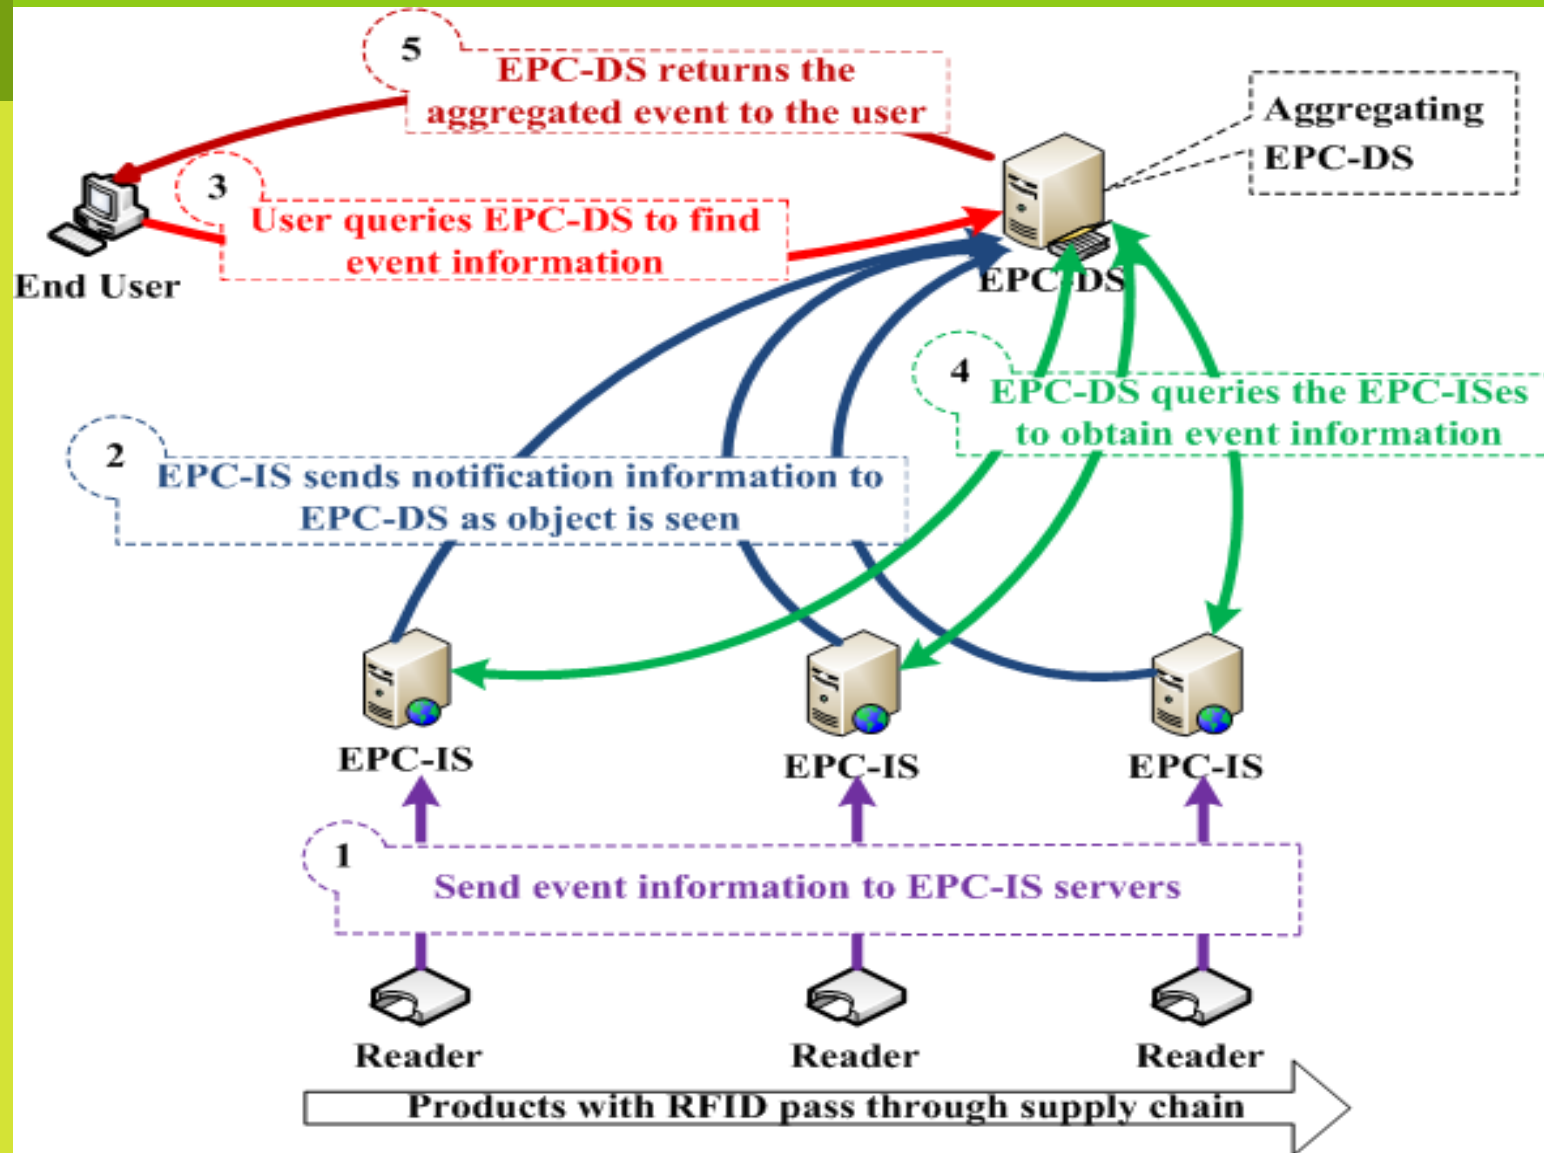 5
EPC-DS returns the
aggregated event to the user
Aggregating
EPC-DS
3
User queries EPC-DS to find
event information
End User
EPC-DS
4
EPC-DS queries the EPC-ISes
to obtain event information
2
EPC-IS sends notification information to
EPC-DS as object is seen
EPC-IS
EPC-IS
EPC-IS
1
Send event information to EPC-IS servers
Reader
Reader
Reader
Products with RFID pass through supply chain